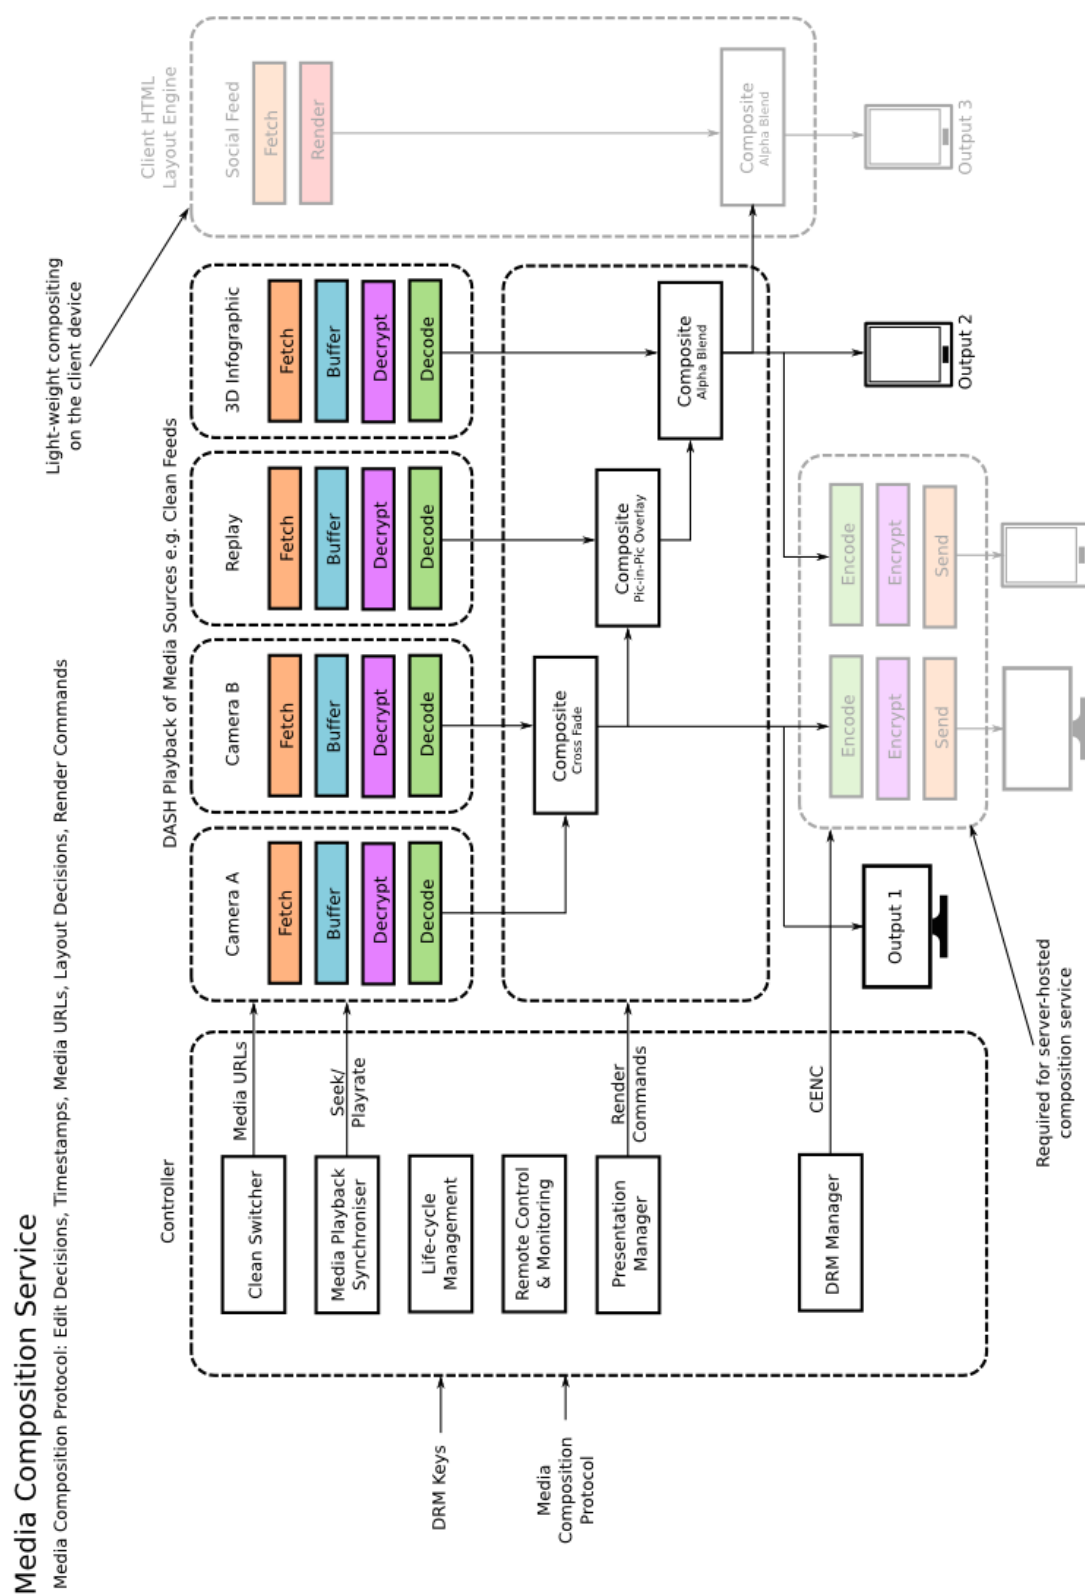 Media Composition Service
Media Composition Protocol: Edit Decisions, Timestamps, Media URLs, Layout Decisions, Render Commands
Light-weight compositing
on the client device
Client HTML
Layout Engine
DASH Playback of Media Sources e.g. Clean Feeds
Controller
DRM Keys
Media
Composition
Protocol
Clean Switcher
Media Playback
Synchroniser
Life-cycle
Management
Remote Control
& Monitoring
Presentation
Manager
DRM Manager
Media URLs
Seek/
Playrate
Render
Commands
CENC
Camera A
Fetch
Buffer
Decrypt
Decode
Camera B
Fetch
Buffer
Decrypt
Decode
Replay
Fetch
Buffer
Decrypt
Decode
3D Infographic
Fetch
Buffer
Decrypt
Decode
Social Feed
Fetch
Render
Composite
Cross Fade
Composite
Pic-in-Pic Overlay
Composite
Alpha Blend
Composite
Alpha Blend
Output 1
Encode
Encrypt
Send
Encode
Encrypt
Send
Output 2
Output 3
Required for server-hosted
composition service